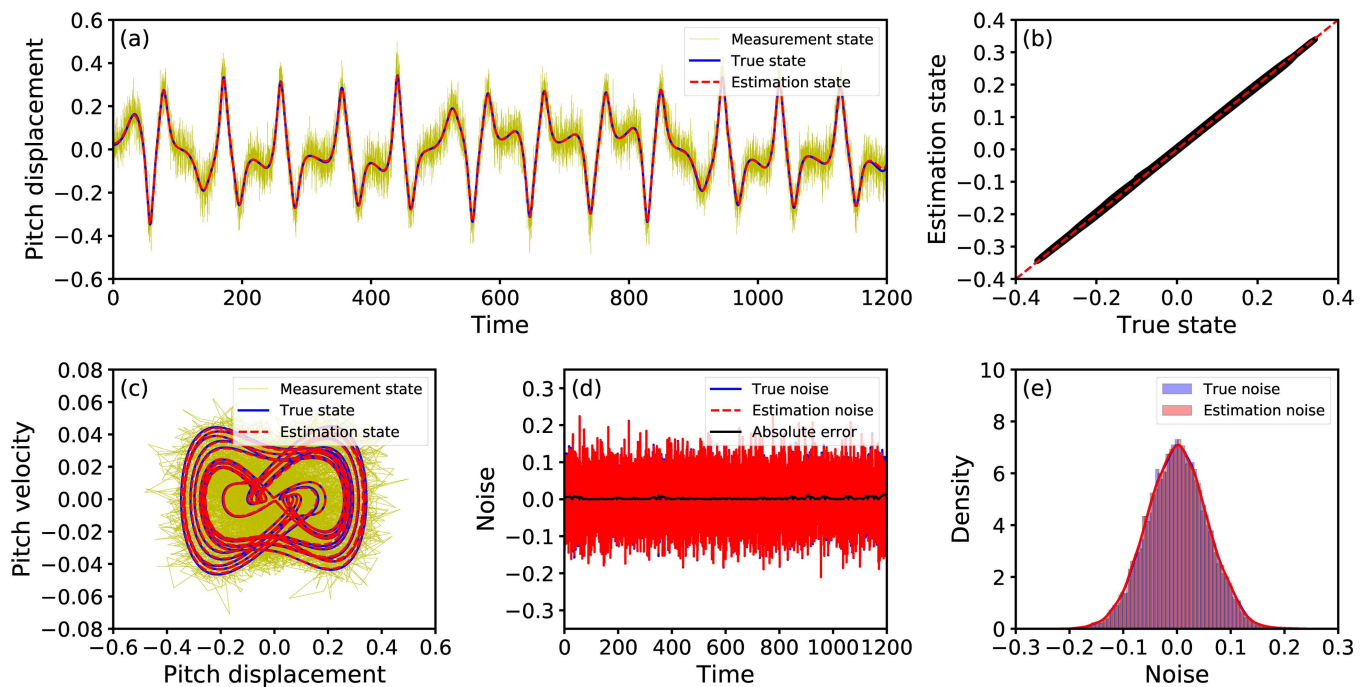 (a)
Measurement state
True state
Estimation state
0.6
0.4
0.2
0.0
−0.2
−0.4
−0.6
Pitch displacement
0
200
400
600
800
1000
1200
Time
(b)
0.4
0.3
0.2
0.1
0.0
−0.1
−0.2
−0.3
−0.4
Estimation state
−0.4
−0.2
0.0
0.2
0.4
True state
(c)
Measurement state
True state
Estimation state
0.08
0.06
0.04
0.02
0.00
−0.02
−0.04
−0.06
−0.08
Pitch velocity
−0.6
−0.4
−0.2
0.0
0.2
0.4
0.6
Pitch displacement
(d)
True noise
Estimation noise
Absolute error
0.3
0.2
0.1
0.0
−0.1
−0.2
−0.3
Noise
0
200
400
600
800
1000
1200
Time
(e)
True noise
Estimation noise
10
8
6
4
2
0
Density
−0.3
−0.2
−0.1
0.0
0.1
0.2
0.3
Noise